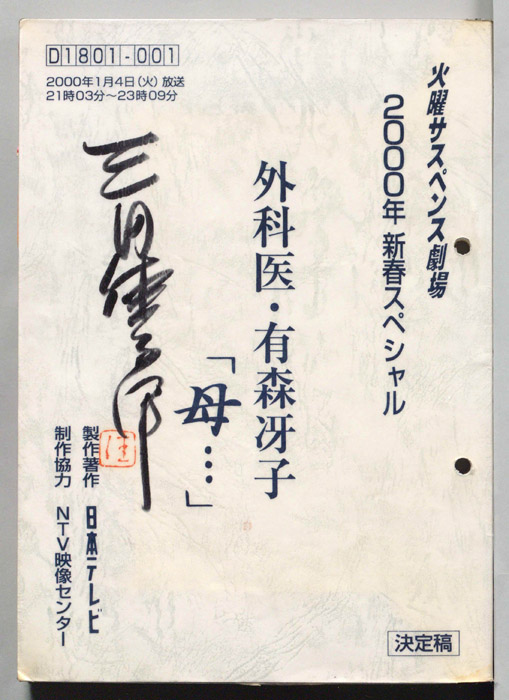 D1801-001
2000年1月4日(火)放送
21時03分〜23時09分
火曜サスペンス劇場
2000年 新春スペシャル
外科医・有森冴子
「母…」
三田佳子
製作著作 日本テレビ
制作協力 NTV映像センター
決定稿